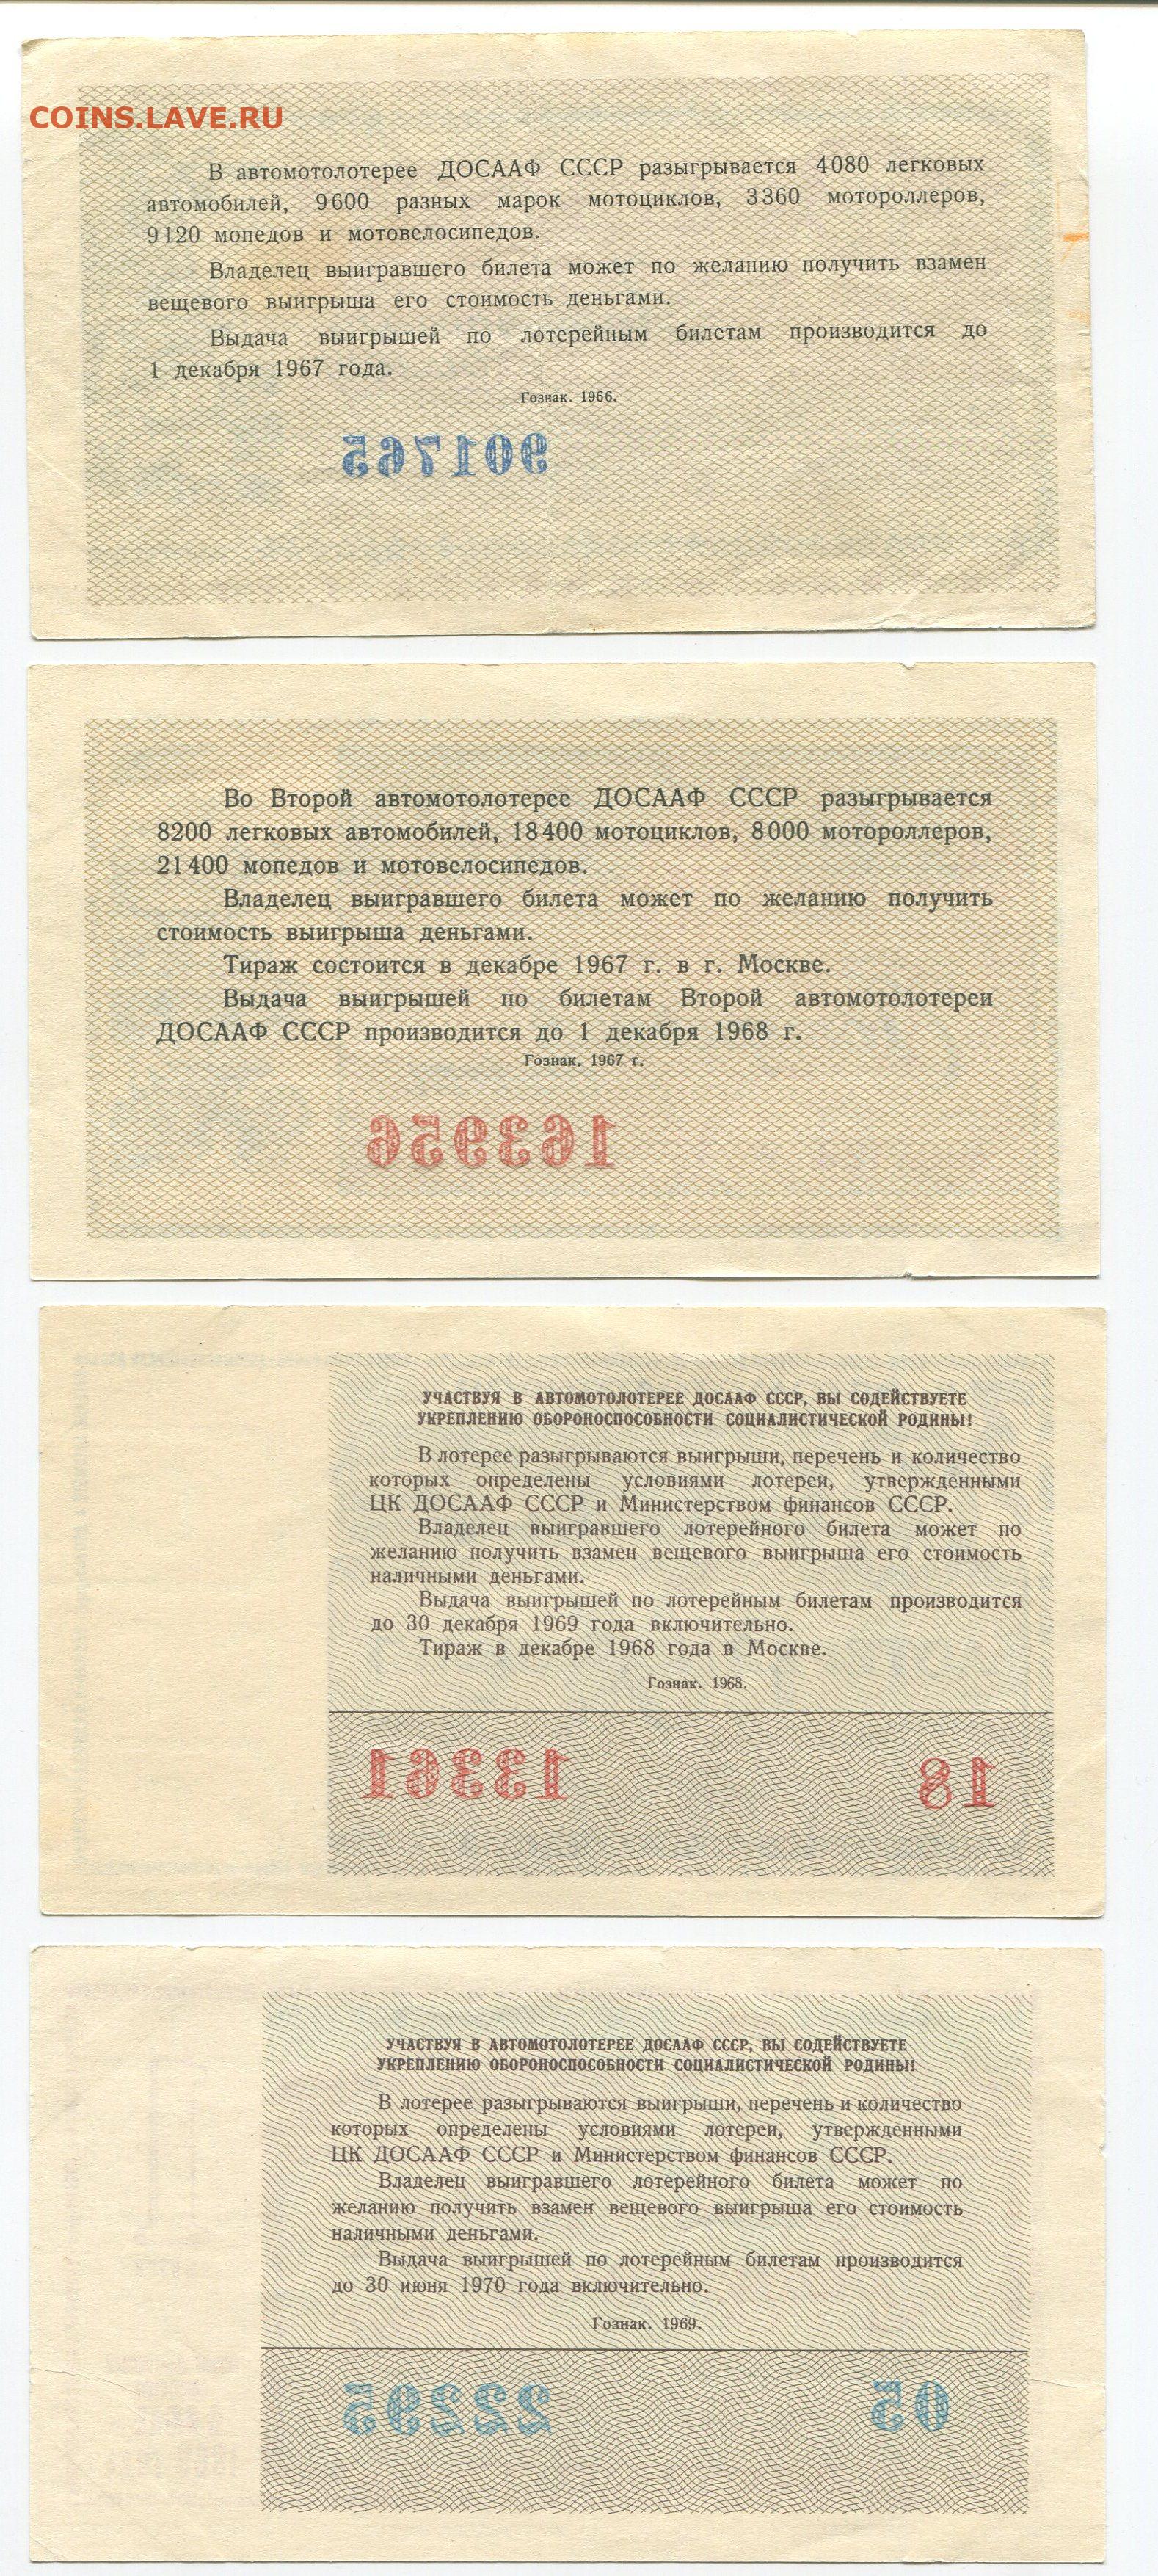 COINS.LAVE.RU
В автомотолотерее ДОСААФ СССР разыгрывается 4080 легковых
автомобилей, 9600 разных марок мотоциклов, 3360 мотороллеров,
9120 мопедов и мотовелосипедов.
Владелец выигравшего билета может по желанию получить взамен
вещевого выигрыша его стоимость деньгами.
Выдача выигрышей по лотерейным билетам производится до
1 декабря 1967 года.
Гознак. 1966.
901765
Во Второй автомотолотерее ДОСААФ СССР разыгрывается
8200 легковых автомобилей, 18400 мотоциклов, 8000 мотороллеров,
21400 мопедов и мотовелосипедов.
Владелец выигравшего билета может по желанию получить
стоимость выигрыша деньгами.
Тираж состоится в декабре 1967 г. в г. Москве.
Выдача выигрышей по билетам Второй автомотолотереи
ДОСААФ СССР производится до 1 декабря 1968 г.
Гознак. 1967 г.
163956
УЧАСТВУЯ В АВТОМОТОЛОТЕРЕЕ ДОСААФ СССР, ВЫ СОДЕЙСТВУЕТЕ
УКРЕПЛЕНИЮ ОБОРОНОСПОСОБНОСТИ СОЦИАЛИСТИЧЕСКОЙ РОДИНЫ!
В лотерее разыгрываются выигрыши, перечень и количество
которых определены условиями лотереи, утвержденными
ЦК ДОСААФ СССР и Министерством финансов СССР.
Владелец выигравшего лотерейного билета может по
желанию получить взамен вещевого выигрыша его стоимость
наличными деньгами.
Выдача выигрышей по лотерейным билетам производится
до 30 декабря 1969 года включительно.
Тираж в декабре 1968 года в Москве.
Гознак. 1968.
13361 18
УЧАСТВУЯ В АВТОМОТОЛОТЕРЕЕ ДОСААФ СССР, ВЫ СОДЕЙСТВУЕТЕ
УКРЕПЛЕНИЮ ОБОРОНОСПОСОБНОСТИ СОЦИАЛИСТИЧЕСКОЙ РОДИНЫ!
В лотерее разыгрываются выигрыши, перечень и количество
которых определены условиями лотереи, утвержденными
ЦК ДОСААФ СССР и Министерством финансов СССР.
Владелец выигравшего лотерейного билета может по
желанию получить взамен вещевого выигрыша его стоимость
наличными деньгами.
Выдача выигрышей по лотерейным билетам производится
до 30 июня 1970 года включительно.
Гознак. 1969.
22295 05